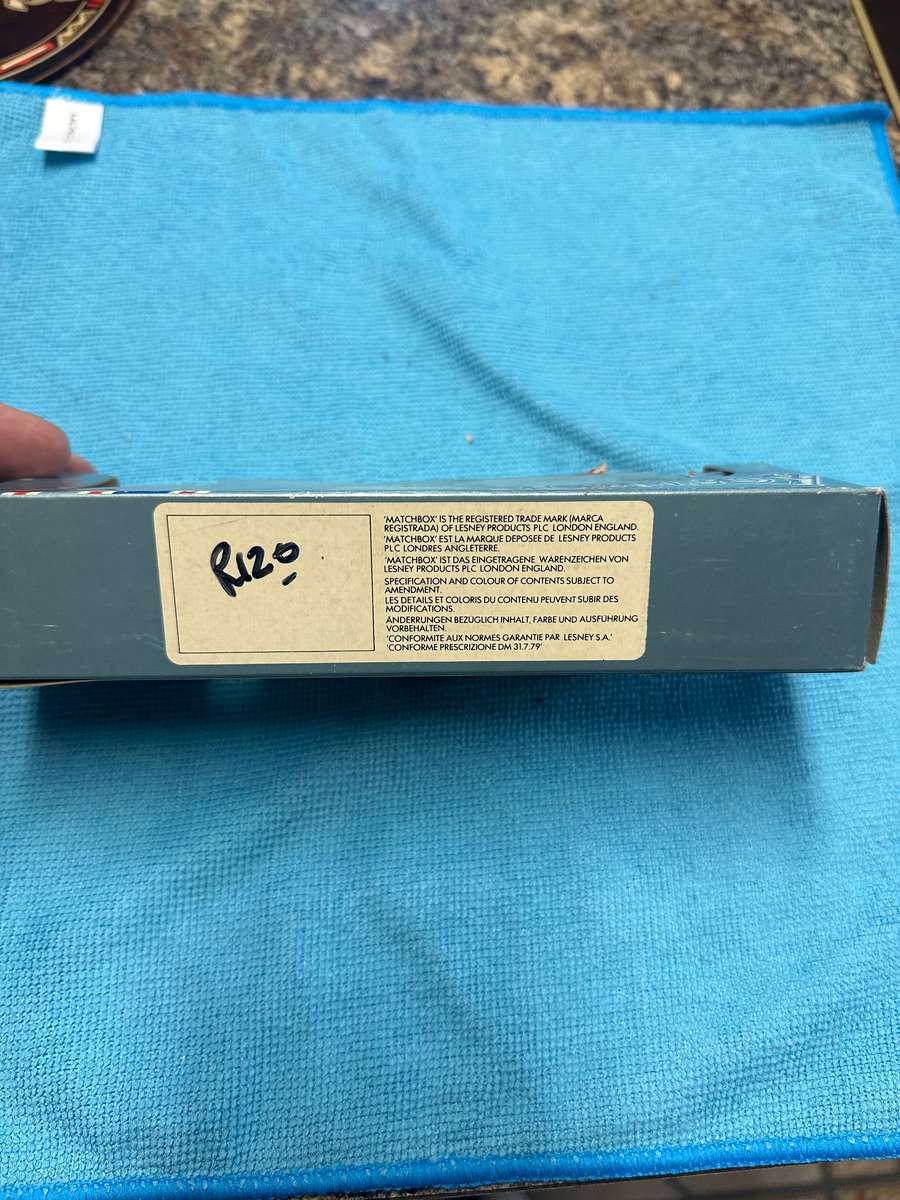 R120
'MATCHBOX' IS THE REGISTERED TRADE MARK (MARCA
REGISTRADA) OF LESNEY PRODUCTS PLC LONDON ENGLAND.
'MATCHBOX' EST LA MARQUE DEPOSEE DE LESNEY PRODUCTS
PLC LONDRES ANGLETERRE.
'MATCHBOX' IST DAS EINGETRAGENE WARENZEICHEN VON
LESNEY PRODUCTS PLC LONDON ENGLAND
SPECIFICATION AND COLOUR OF CONTENTS SUBJECT TO
AMENDMENT.
LES DETAILS ET COLORIS DU CONTENU PEUVENT SUBIR DES
MODIFICATIONS.
ÄNDERRUNGEN BEZÜGLICH INHALT, FARBE UND AUSFUHRUNG
VORBEHALTEN.
'CONFORMITE AUX NORMES GARANTIE PAR LESNEY S.A.'
'CONFORME PRESCRIZIONE DM 31.7.79'